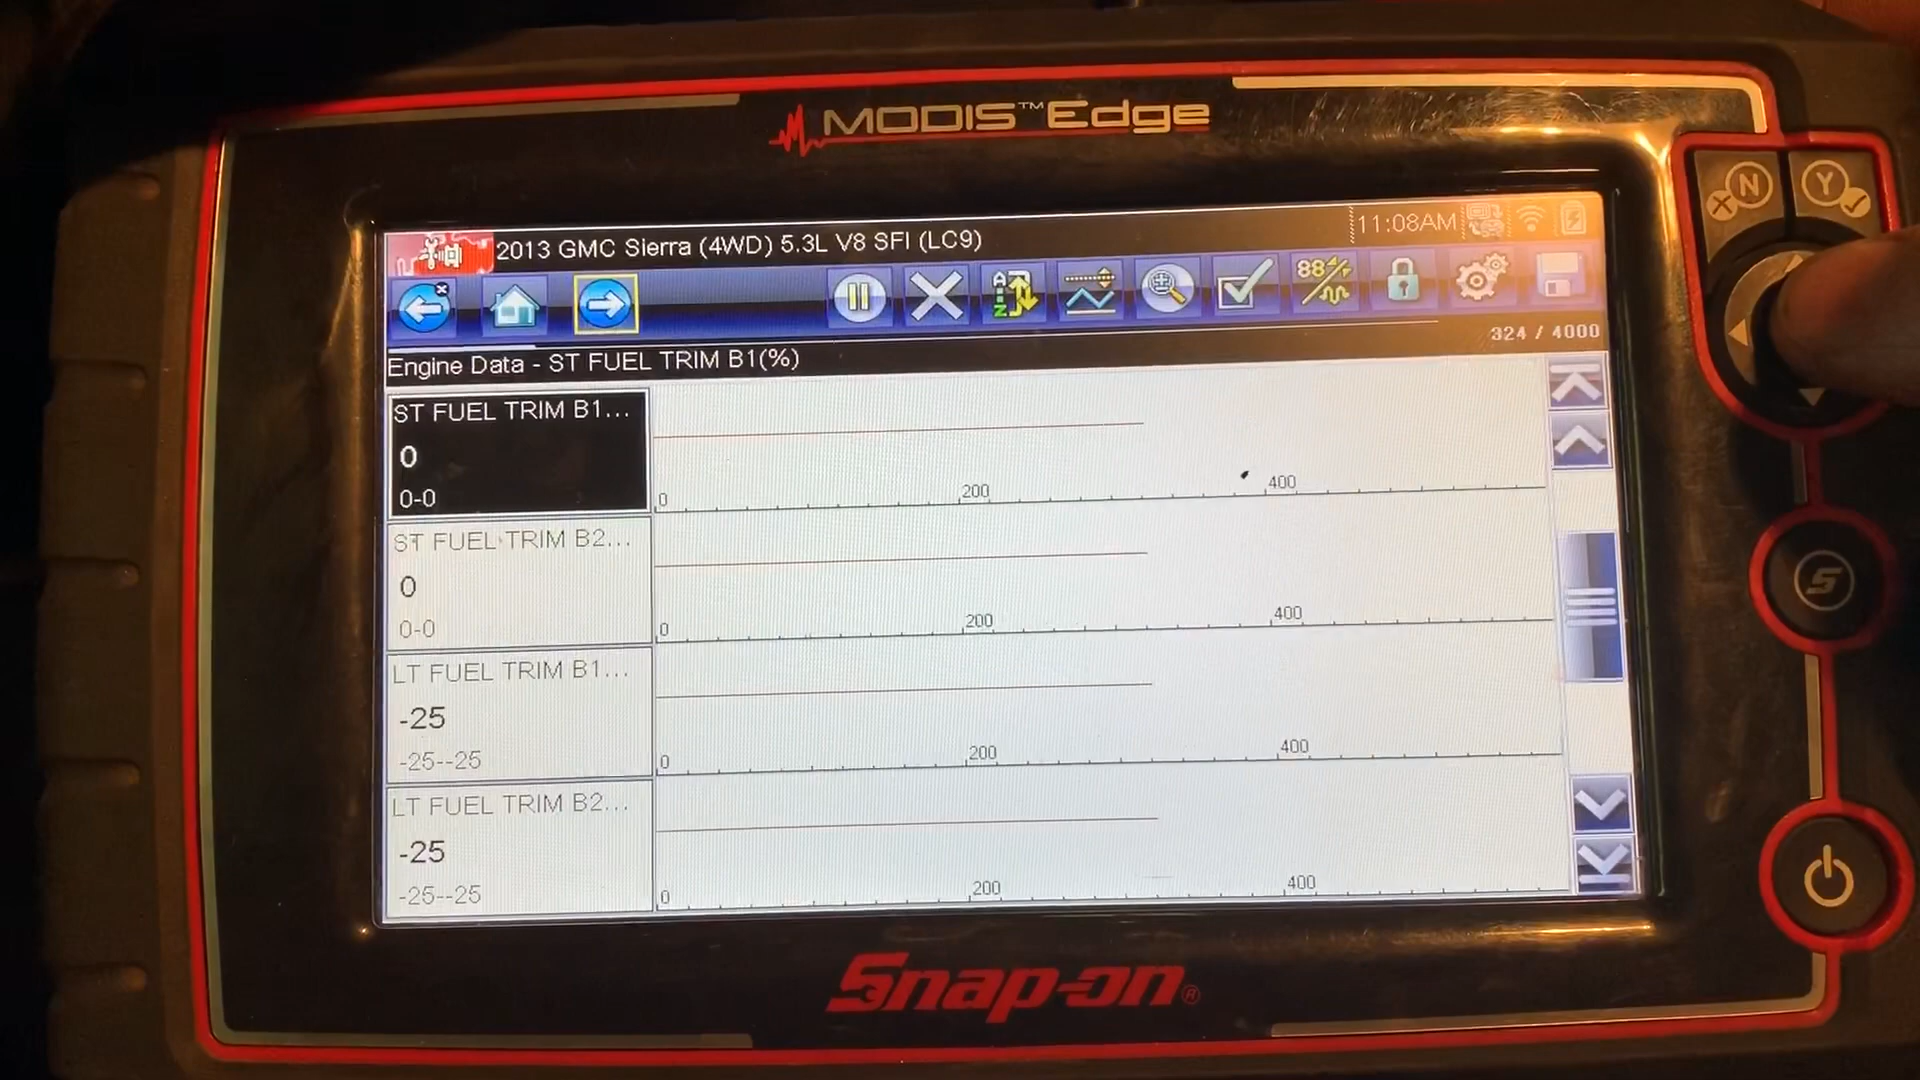 MODIS™ Edge
N
Y
11:08AM
2013 GMC Sierra (4WD) 5.3L V8 SFI (LC9)
A
Z
88
324 / 4000
Engine Data - ST FUEL TRIM B1(%)
ST FUEL TRIM B1...
0
0-0
0 200 400
ST FUEL TRIM B2...
0
0-0
0 200 400
LT FUEL TRIM B1...
-25
-25--25
0 200 400
LT FUEL TRIM B2...
-25
-25--25
0 200 400
S
Snap-on®